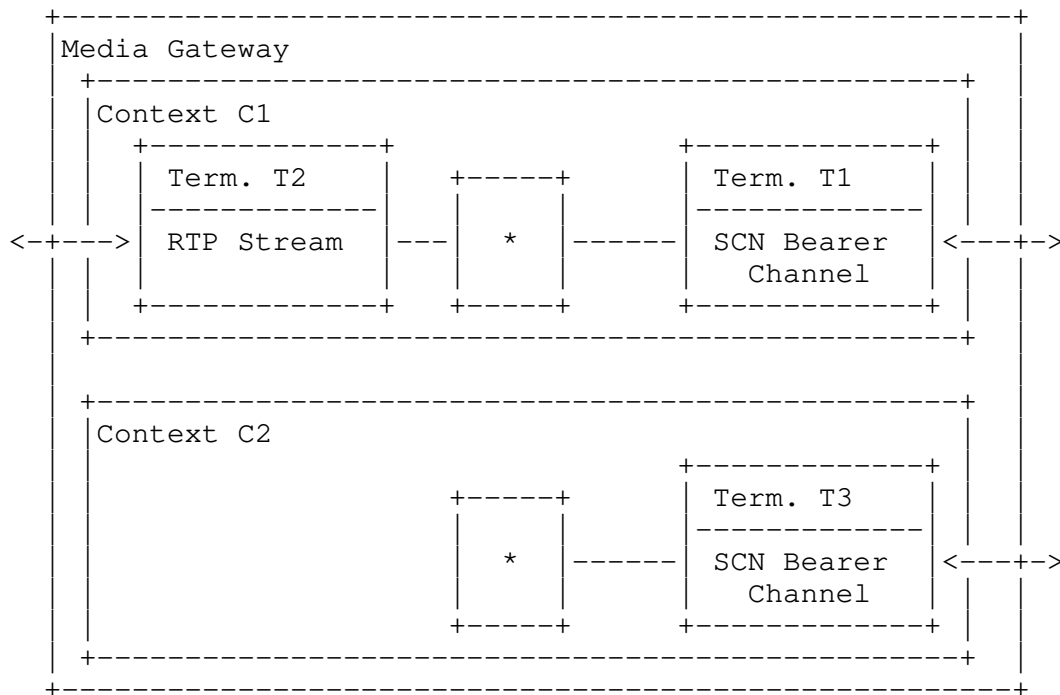 Media Gateway
Context C1
Term. T2
Term. T1
*
RTP Stream
SCN Bearer
Channel
Context C2
Term. T3
*
SCN Bearer
Channel